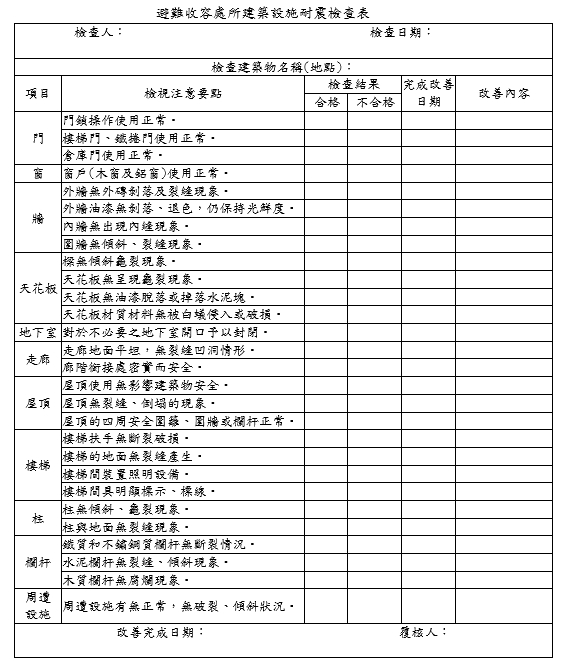 避難收容處所建築設施耐震檢查表
檢查人： 檢查日期：
檢查建築物名稱(地點)：
項目 檢視注意要點 檢查結果 完成改善日期 改善內容
合格 不合格
門
門鎖操作使用正常。
樓梯門、鐵捲門使用正常。
倉庫門使用正常。
窗 窗戶(木窗及鋁窗)使用正常。
牆
外牆無外磚剝落及裂縫現象。
外牆油漆無剝落、退色，仍保持光鮮度。
內牆無出現內縫現象。
圍牆無傾斜、裂縫現象。
天花板
樑無傾斜龜裂現象。
天花板無呈現龜裂現象。
天花板無油漆脫落或掉落水泥塊。
天花板材質材料無被白蟻侵入或破損。
地下室 對於不必要之地下室開口予以封閉。
走廊
走廊地面平坦，無裂縫凹洞情形。
廊階銜接處密實而安全。
屋頂
屋頂使用無影響建築物安全。
屋頂無裂縫、倒塌的現象。
屋頂的四周安全圍籬、圍牆或欄杆正常。
樓梯
樓梯扶手無斷裂破損。
樓梯的地面無裂縫產生。
樓梯間裝置照明設備。
樓梯間具明顯標示、標線。
柱
柱無傾斜、龜裂現象。
柱與地面無裂縫現象。
欄杆
鐵質和不鏽鋼質欄杆無斷裂情況。
水泥欄杆無裂縫、傾斜現象。
木質欄杆無腐爛現象。
周邊設施 周邊設施有無正常，無破裂、傾斜狀況。
改善完成日期： 覆核人：